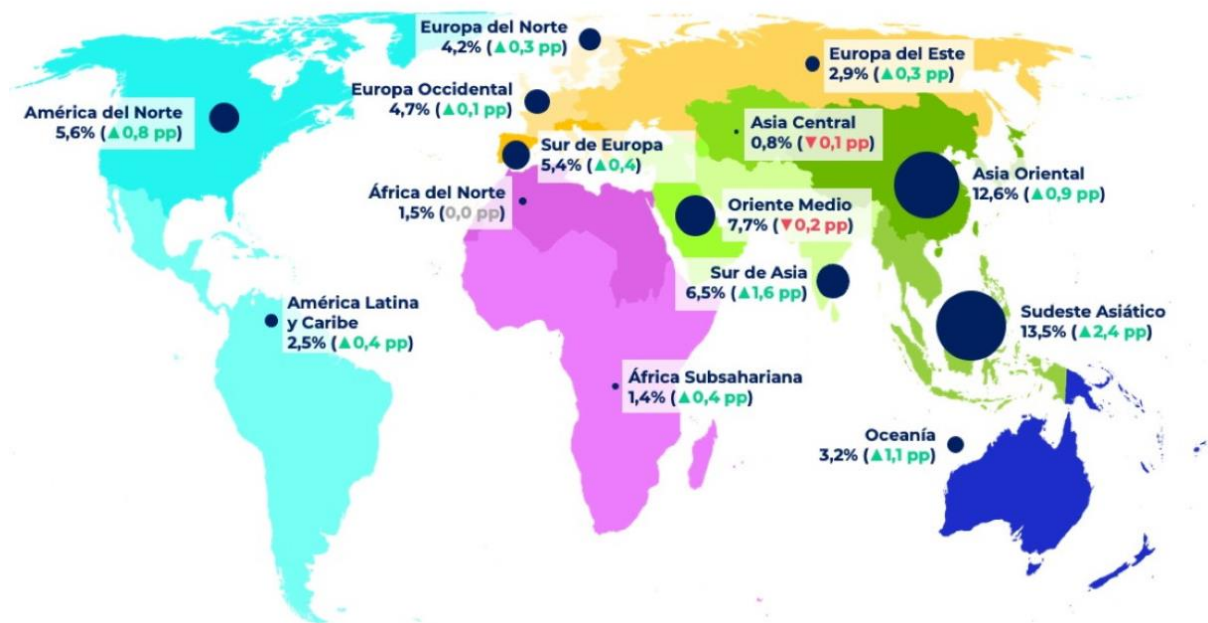 Europa del Norte
4,2% (▲0,3 pp)
Europa del Este
2,9% (▲0,3 pp)
Europa Occidental
4,7% (▲0,1 pp)
América del Norte
5,6% (▲0,8 pp)
Asia Central
0,8% (▼0,1 pp)
Sur de Europa
5,4% (▲0,4)
Asia Oriental
12,6% (▲0,9 pp)
África del Norte
1,5% (0,0 pp)
Oriente Medio
7,7% (▼0,2 pp)
Sur de Asia
6,5% (▲1,6 pp)
América Latina
y Caribe
2,5% (▲0,4 pp)
Sudeste Asiático
13,5% (▲2,4 pp)
África Subsahariana
1,4% (▲0,4 pp)
Oceanía
3,2% (▲1,1 pp)